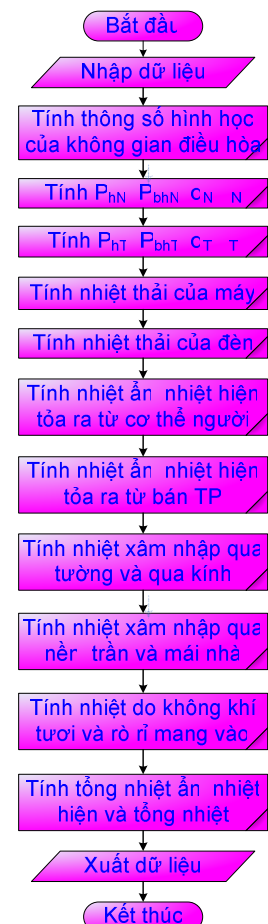 Bắt đầu
Nhập dữ liệu
Tính thông số hình học
của không gian điều hòa
Tính PhN PbhN dN N
Tính PhT PbhT dT T
Tính nhiệt thải của máy
Tính nhiệt thải của đèn
Tính nhiệt ẩn nhiệt hiện
tỏa ra từ cơ thể người
Tính nhiệt ẩn nhiệt hiện
tỏa ra từ bán TP
Tính nhiệt xâm nhập qua
tường và qua kính
Tính nhiệt xâm nhập qua
nền trần và mái nhà
Tính nhiệt do không khí
tươi và rò rỉ mang vào
Tính tổng nhiệt ẩn nhiệt
hiện và tổng nhiệt
Xuất dữ liệu
Kết thúc